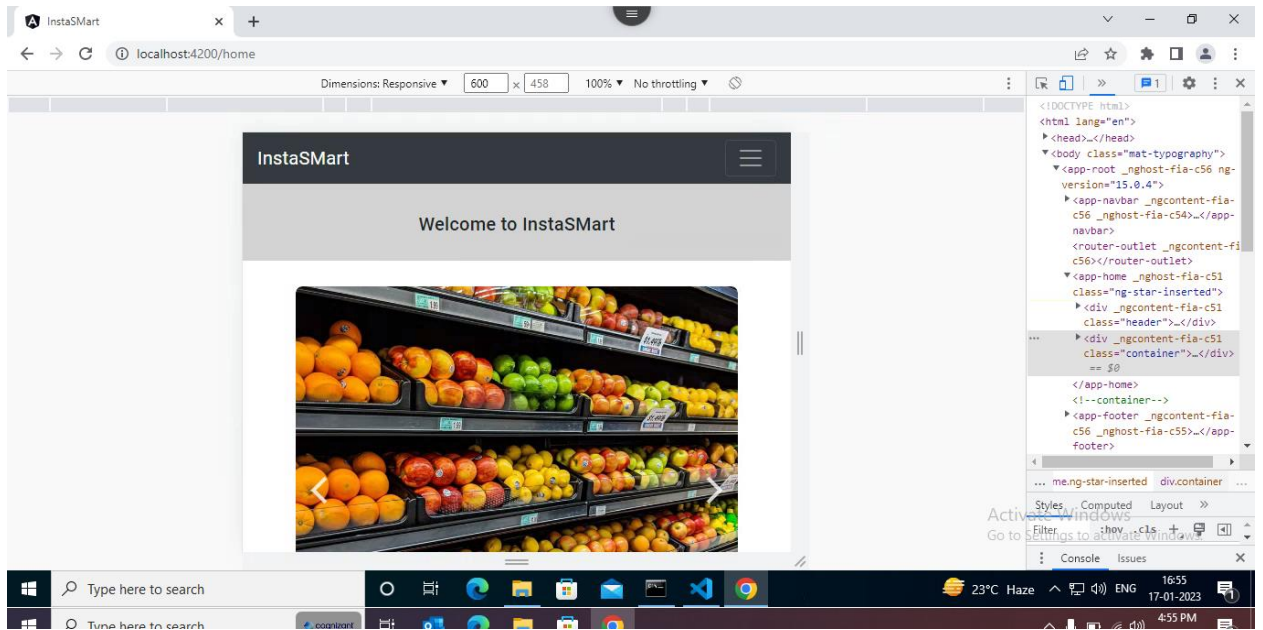 InstaSMart
localhost:4200/home
Dimensions: Responsive ▼ 600 × 458 100% ▼ No throttling ▼
1
<!DOCTYPE html>
<html lang="en">
<head>…</head>
<body class="mat-typography">
<app-root _nghost-fia-c56 ng-
version="15.0.4">
<app-navbar _ngcontent-fia-
c56 _nghost-fia-c54>…</app-
navbar>
<router-outlet _ngcontent-fi
c56></router-outlet>
<app-home _nghost-fia-c51
class="ng-star-inserted">
<div _ngcontent-fia-c51
class="header">…</div>
<div _ngcontent-fia-c51
class="container">…</div>
== $0
</app-home>
<!--container-->
<app-footer _ngcontent-fia-
c56 _nghost-fia-c55>…</app-
footer>
... me.ng-star-inserted div.container ...
Styles Computed Layout »
Filter :hov .cls +
Console Issues
InstaSMart
Welcome to InstaSMart
Activate Windows
Go to Settings to activate Windows.
Type here to search
23°C Haze ENG 16:55
17-01-2023
Type here to search cognizant 4:55 PM